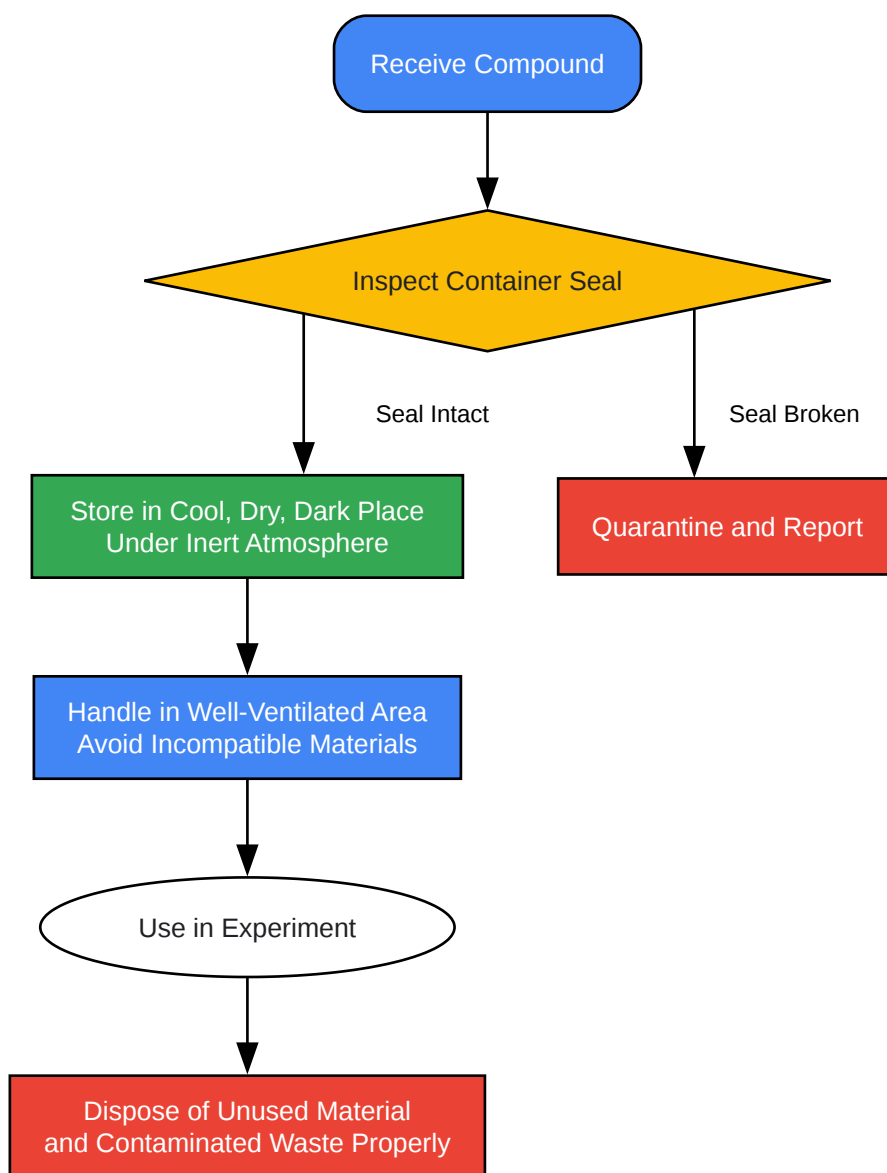 Receive Compound
Inspect Container Seal
Seal Intact
Seal Broken
Store in Cool, Dry, Dark Place
Under Inert Atmosphere
Quarantine and Report
Handle in Well-Ventilated Area
Avoid Incompatible Materials
Use in Experiment
Dispose of Unused Material
and Contaminated Waste Properly